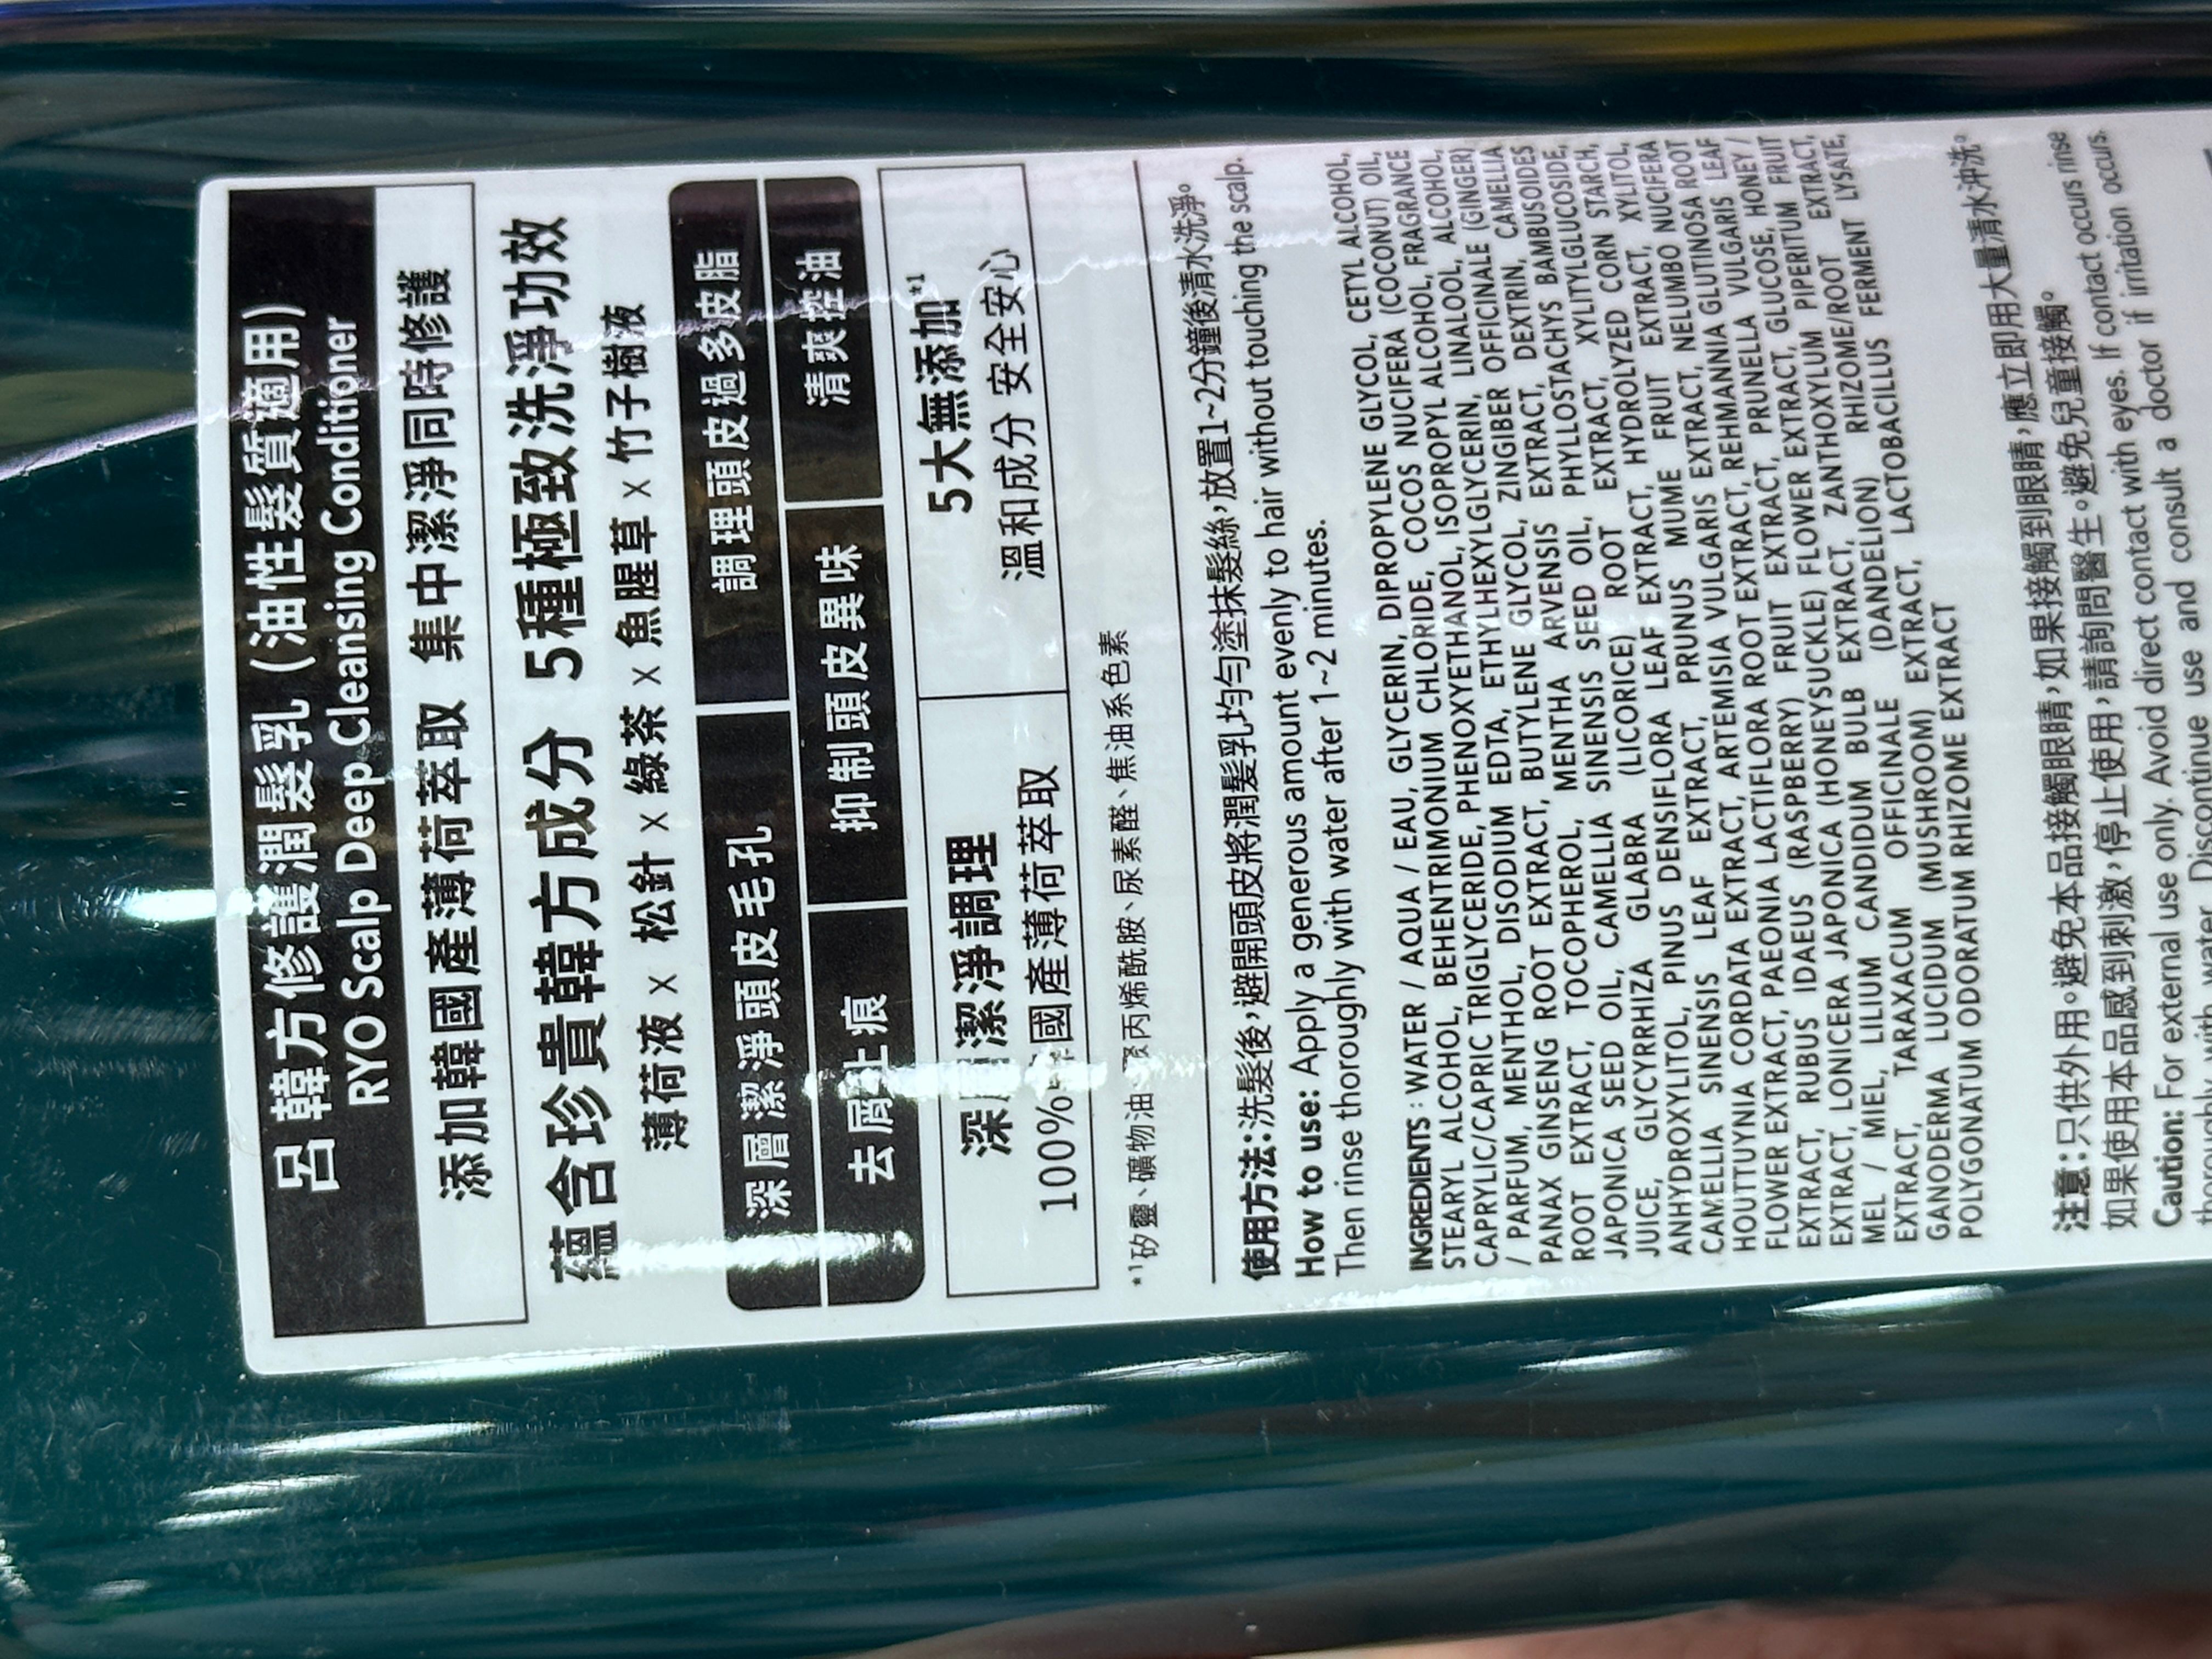 呂 韓方修護潤髮乳 (油性髮質適用)
RYO Scalp Deep Cleansing Conditioner
添加韓國產薄荷萃取 集中潔淨同時修護
蘊含珍貴韓方成分 5種極致洗淨功效
薄荷液 x 松針 x 綠茶 x 魚腥草 x 竹子樹液
深層潔淨頭皮毛孔 調理頭皮過多皮脂
去屑止痕 抑制頭皮異味 清爽控油
深層潔淨調理 5大無添加*¹
100%韓國產薄荷萃取 溫和成分 安全安心
*¹矽靈、礦物油、聚丙烯酰胺、尿素醛、焦油系色素
使用方法:洗髮後,避開頭皮將潤髮乳均勻塗抹髮絲,放置1~2分鐘後清水洗淨。
How to use: Apply a generous amount evenly to hair without touching the scalp.
Then rinse thoroughly with water after 1~2 minutes.
INGREDIENTS : WATER / AQUA / EAU, GLYCERIN, DIPROPYLENE GLYCOL, CETYL ALCOHOL,
STEARYL ALCOHOL, BEHENTRIMONIUM CHLORIDE, COCOS NUCIFERA (COCONUT) OIL,
CAPRYLIC/CAPRIC TRIGLYCERIDE, PHENOXYETHANOL, ISOPROPYL ALCOHOL, FRAGRANCE
/ PARFUM, MENTHOL, DISODIUM EDTA, ETHYLHEXYLGLYCERIN, LINALOOL, ALCOHOL,
PANAX GINSENG ROOT EXTRACT, BUTYLENE GLYCOL, ZINGIBER OFFICINALE (GINGER)
ROOT EXTRACT, TOCOPHEROL, MENTHA ARVENSIS EXTRACT, DEXTRIN, CAMELLIA
JAPONICA SEED OIL, CAMELLIA SINENSIS SEED OIL, PHYLLOSTACHYS BAMBUSOIDES
JUICE, GLYCYRRHIZA GLABRA (LICORICE) ROOT EXTRACT, XYLITYLGLUCOSIDE,
ANHYDROXYLITOL, PINUS DENSIFLORA LEAF EXTRACT, HYDROLYZED CORN STARCH,
CAMELLIA SINENSIS LEAF EXTRACT, PRUNUS MUME FRUIT EXTRACT, XYLITOL,
HOUTTUYNIA CORDATA EXTRACT, ARTEMISIA VULGARIS EXTRACT, NELUMBO NUCIFERA
FLOWER EXTRACT, PAEONIA LACTIFLORA ROOT EXTRACT, REHMANNIA GLUTINOSA ROOT
EXTRACT, RUBUS IDAEUS (RASPBERRY) FRUIT EXTRACT, PRUNELLA VULGARIS LEAF
EXTRACT, LONICERA JAPONICA (HONEYSUCKLE) FLOWER EXTRACT, GLUCOSE, HONEY /
MEL / MIEL, LILIUM CANDIDUM BULB EXTRACT, ZANTHOXYLUM PIPERITUM FRUIT
EXTRACT, TARAXACUM OFFICINALE (DANDELION) RHIZOME/ROOT EXTRACT,
GANODERMA LUCIDUM (MUSHROOM) EXTRACT, LACTOBACILLUS FERMENT LYSATE,
POLYGONATUM ODORATUM RHIZOME EXTRACT
注意:只供外用。避免本品接觸眼睛,如果接觸到眼睛,應立即用大量清水沖洗。
如果使用本品感到刺激,停止使用,請詢問醫生。避免兒童接觸。
Caution: For external use only. Avoid direct contact with eyes. If contact occurs rinse
thoroughly with water. Discontinue use and consult a doctor if irritation occurs.